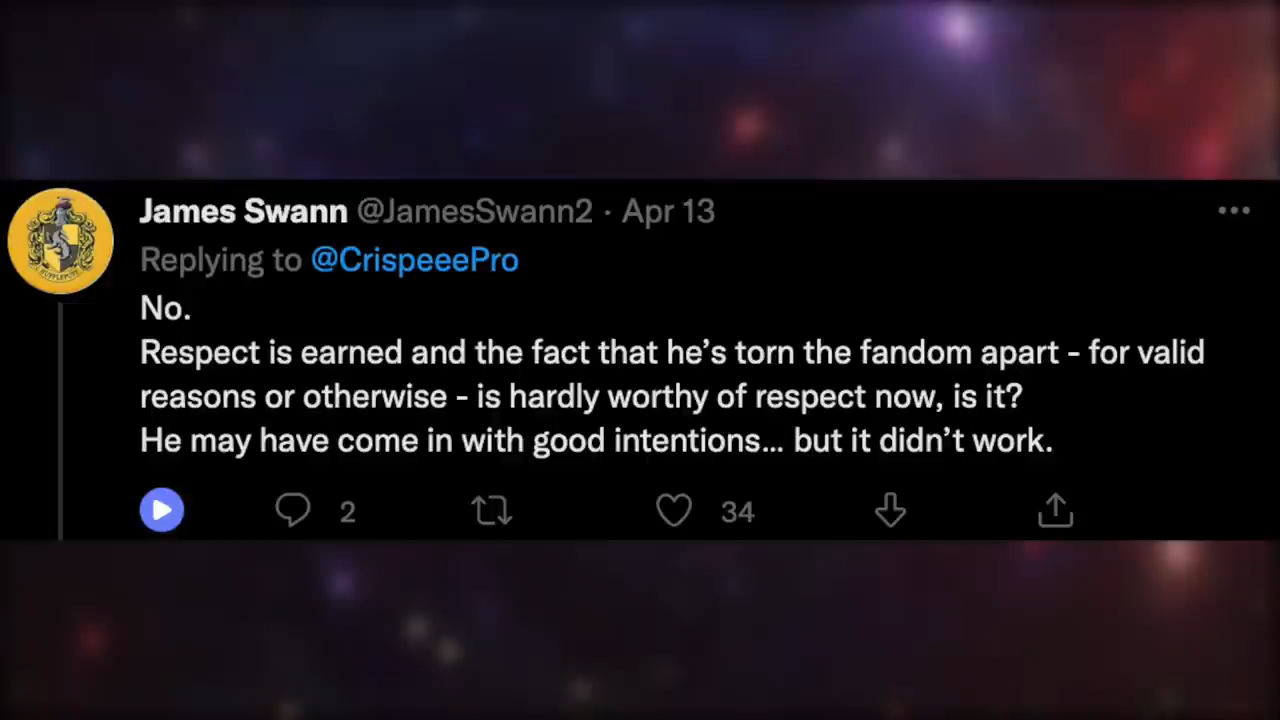 James Swann @JamesSwann2 · Apr 13
Replying to @CrispeeePro
No.
Respect is earned and the fact that he’s torn the fandom apart - for valid
reasons or otherwise - is hardly worthy of respect now, is it?
He may have come in with good intentions... but it didn’t work.
2 34
HUFFLEPUFF